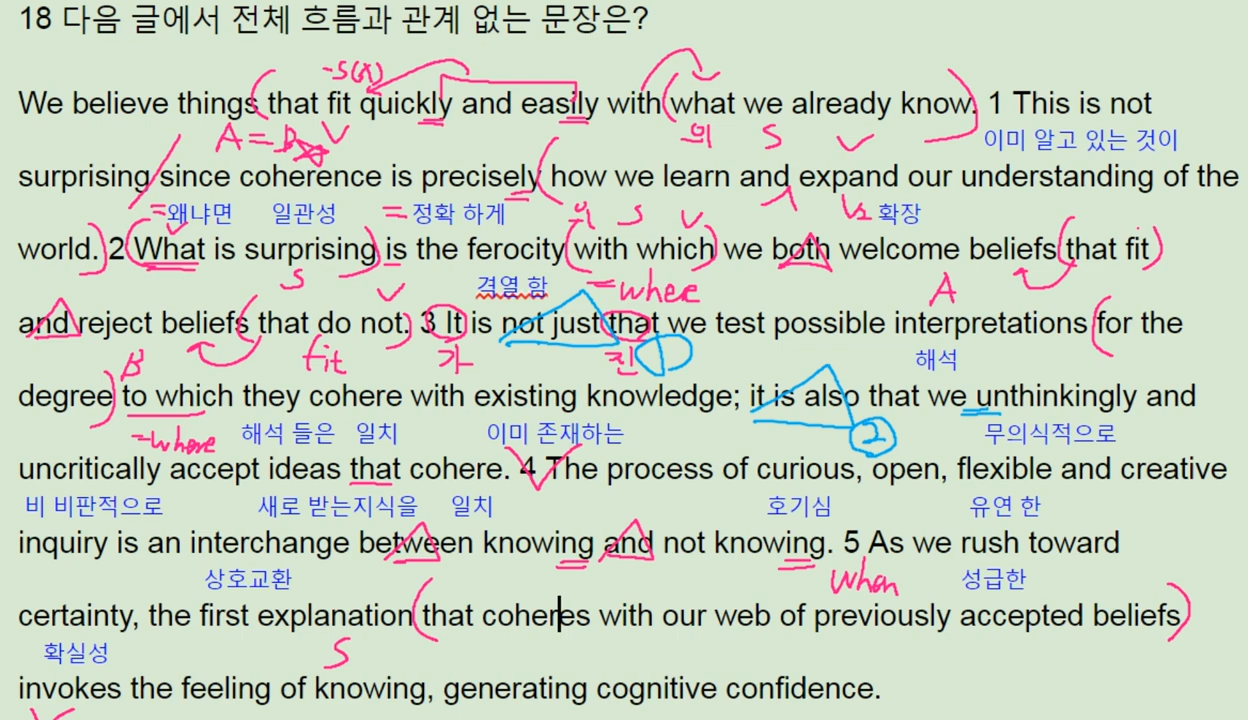 18 다음 글에서 전체 흐름과 관계 없는 문장은?
-S(X)
We believe things that fit quickly and easily with what we already know. 1 This is not
A = B V 의 S V 이미 알고 있는 것이
surprising since coherence is precisely how we learn and expand our understanding of the
=왜냐면 일관성 = 정확 하게 의 S V V2 확장
world. 2 What is surprising is the ferocity with which we both welcome beliefs that fit
S V 격열 함 =where A
and reject beliefs that do not. 3 It is not just that we test possible interpretations for the
B fit 가 진 1 해석
degree to which they cohere with existing knowledge; it is also that we unthinkingly and
=where 해석 들은 일치 이미 존재하는 2 무의식적으로
uncritically accept ideas that cohere. 4 The process of curious, open, flexible and creative
비 비판적으로 새로 받는지식을 일치 호기심 유연 한
inquiry is an interchange between knowing and not knowing. 5 As we rush toward
상호교환 when 성급한
certainty, the first explanation that coheres with our web of previously accepted beliefs
확실성 S
invokes the feeling of knowing, generating cognitive confidence.